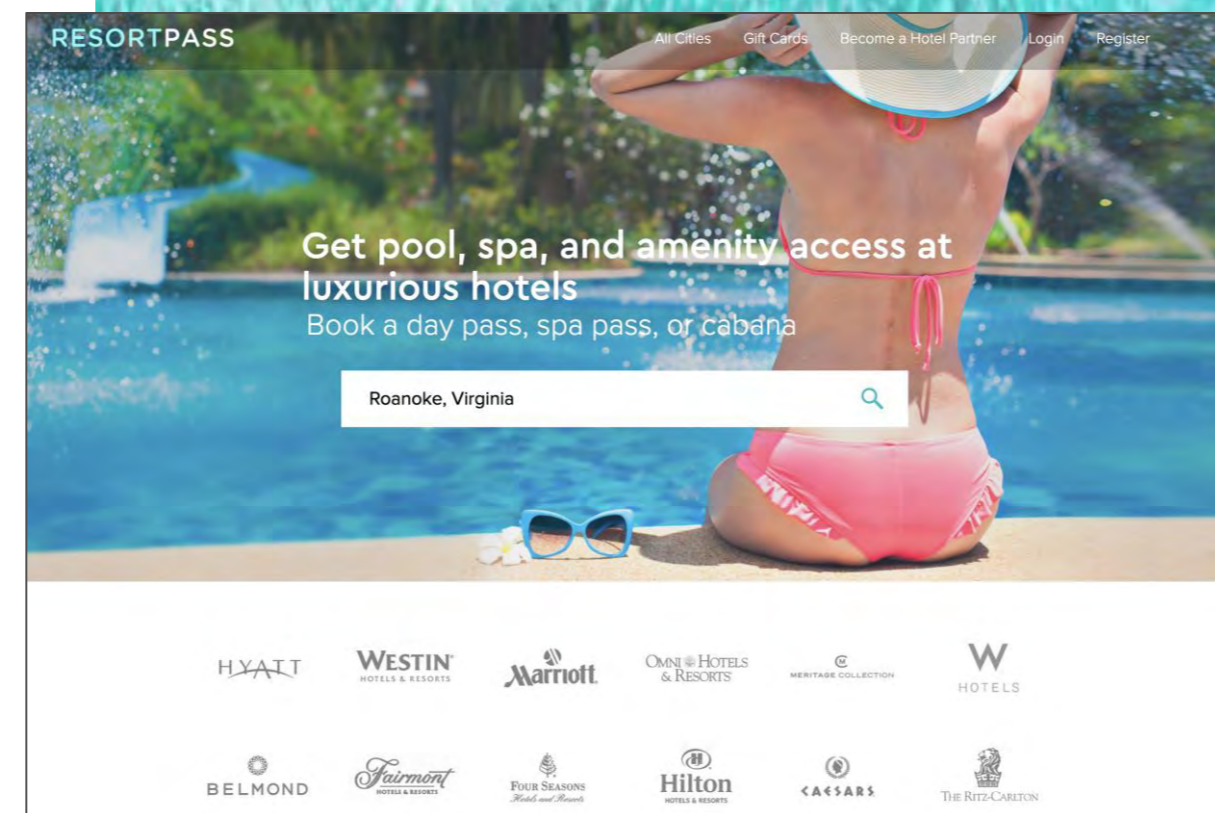 RESORTPASS
All Cities Gift Cards Become a Hotel Partner Login Register
Get pool, spa, and amenity access at
luxurious hotels
Book a day pass, spa pass, or cabana
Roanoke, Virginia
HYATT
WESTIN
HOTELS & RESORTS
Marriott
OMNI HOTELS
& RESORTS
CM
MERITAGE COLLECTION
W
HOTELS
BELMOND
Fairmont
HOTELS & RESORTS
FOUR SEASONS
Hotels and Resorts
H
Hilton
HOTELS & RESORTS
CAESARS
THE RITZ-CARLTON